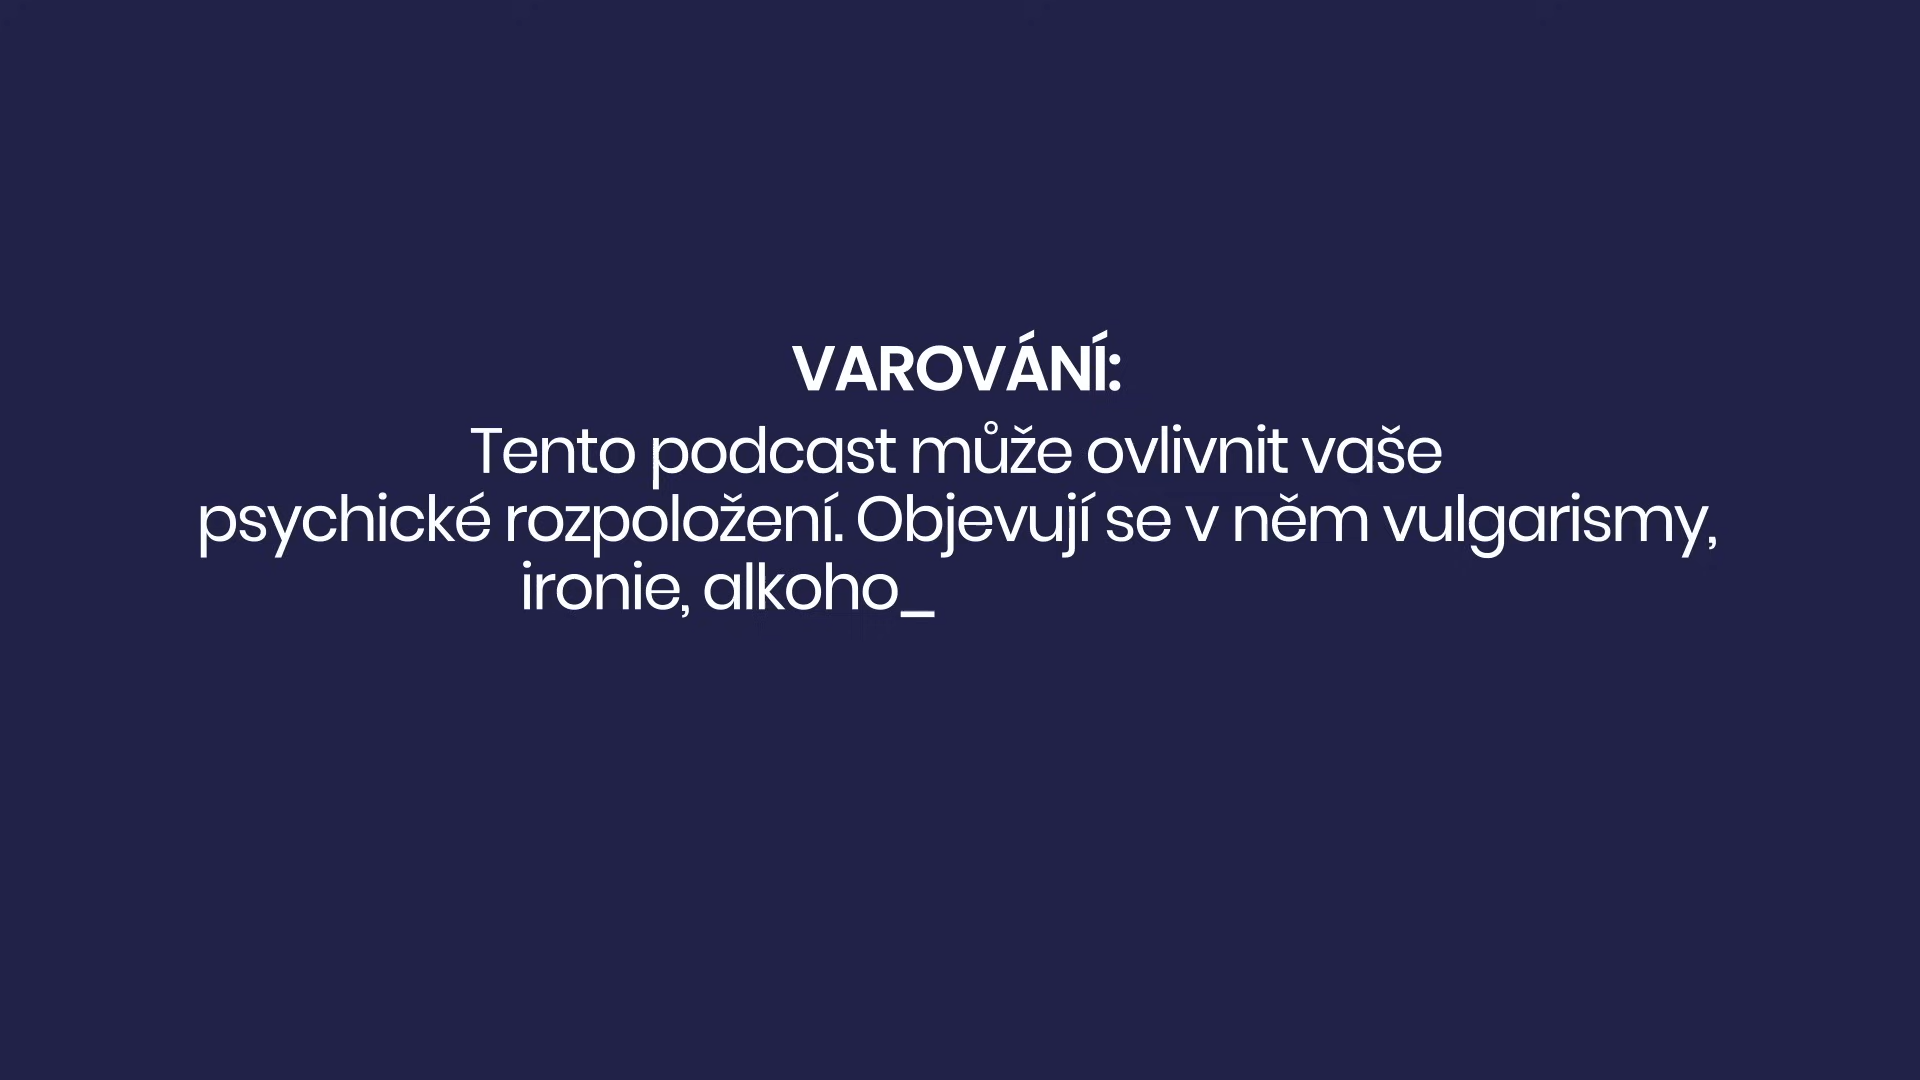 VAROVÁNÍ:
Tento podcast může ovlivnit vaše
psychické rozpoložení. Objevují se v něm vulgarismy,
ironie, alkoho_